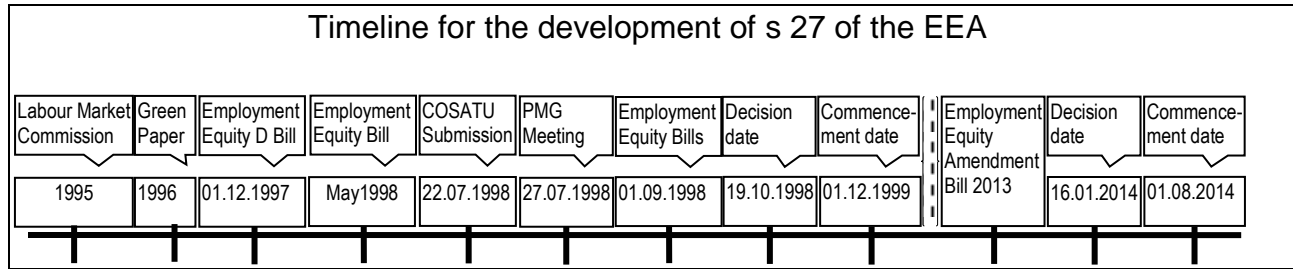 Timeline for the development of s 27 of the EEA
Labour Market
Commission
Green
Paper
Employment
Equity D Bill
Employment
Equity Bill
COSATU
Submission
PMG
Meeting
Employment
Equity Bills
Decision
date
Commence-
ment date
Employment
Equity
Amendment
Bill 2013
Decision
date
Commence-
ment date
1995
1996
01.12.1997
May1998
22.07.1998
27.07.1998
01.09.1998
19.10.1998
01.12.1999
16.01.2014
01.08.2014